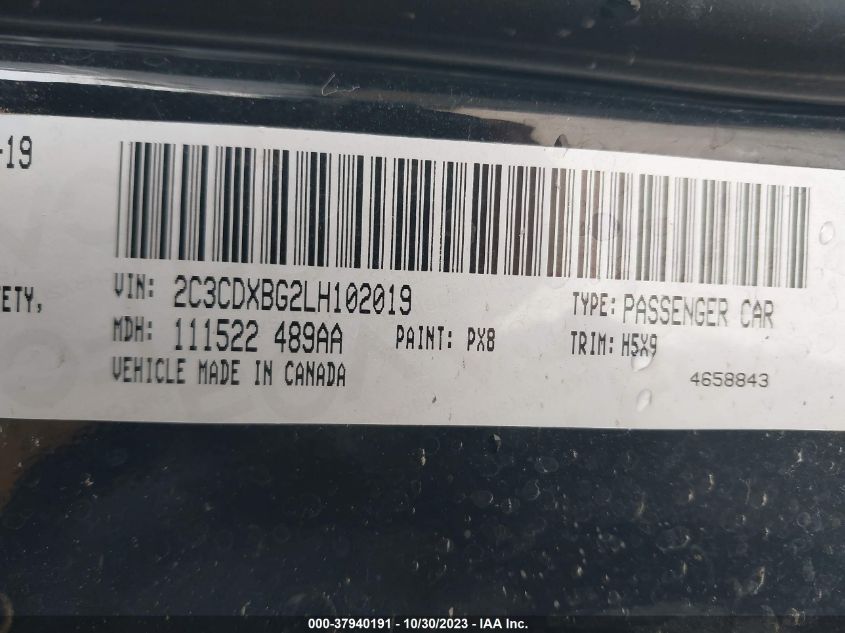 -19
VIN: 2C3CDXBG2LH102019
TYPE: PASSENGER CAR
ETY,
MDH: 111522 489AA
PAINT: PX8
TRIM: H5X9
VEHICLE MADE IN CANADA
4658843
000-37940191 - 10/30/2023 - IAA Inc.